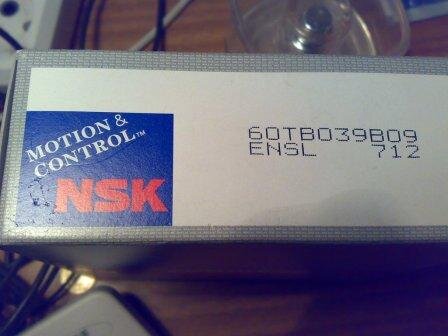 MOTION &
CONTROL™
NSK
60TB039B09
ENSL 712